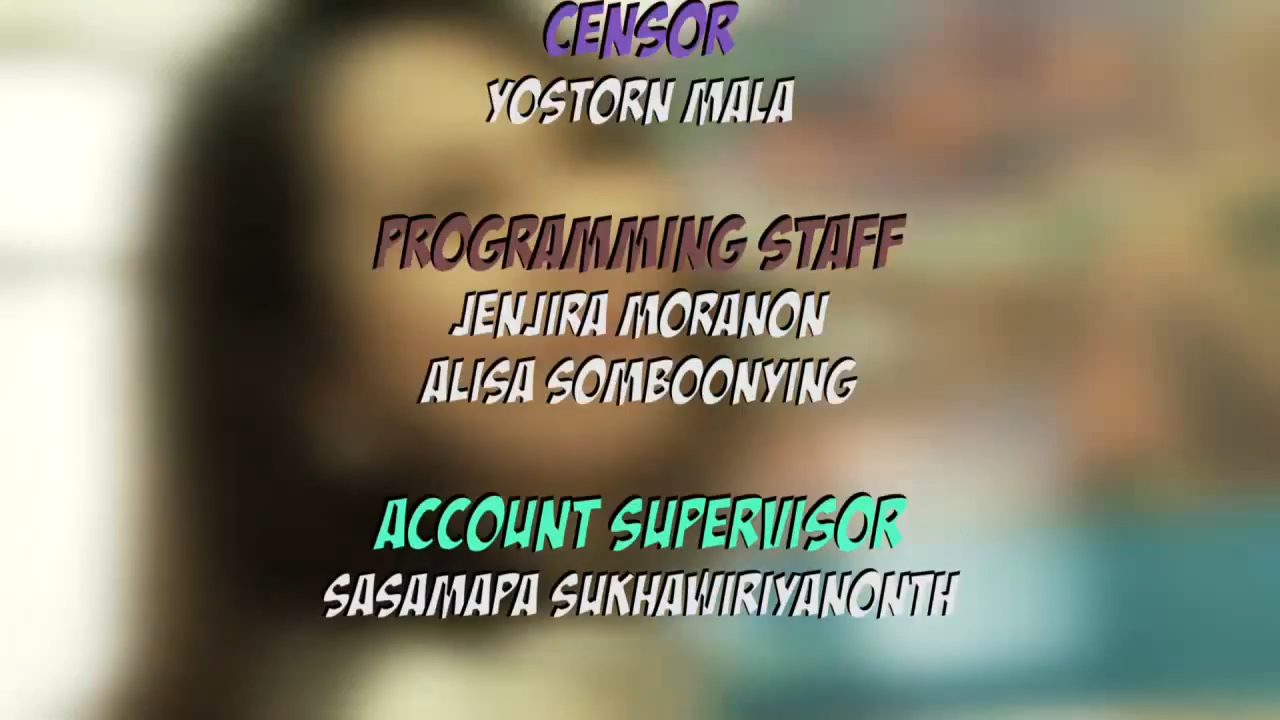 CENSOR
YOSTORN MALA
PROGRAMMING STAFF
JENJIRA MORANON
ALISA SOMBOONYING
ACCOUNT SUPERVISOR
SASAMAPA SUKHAWIRIYANONTH